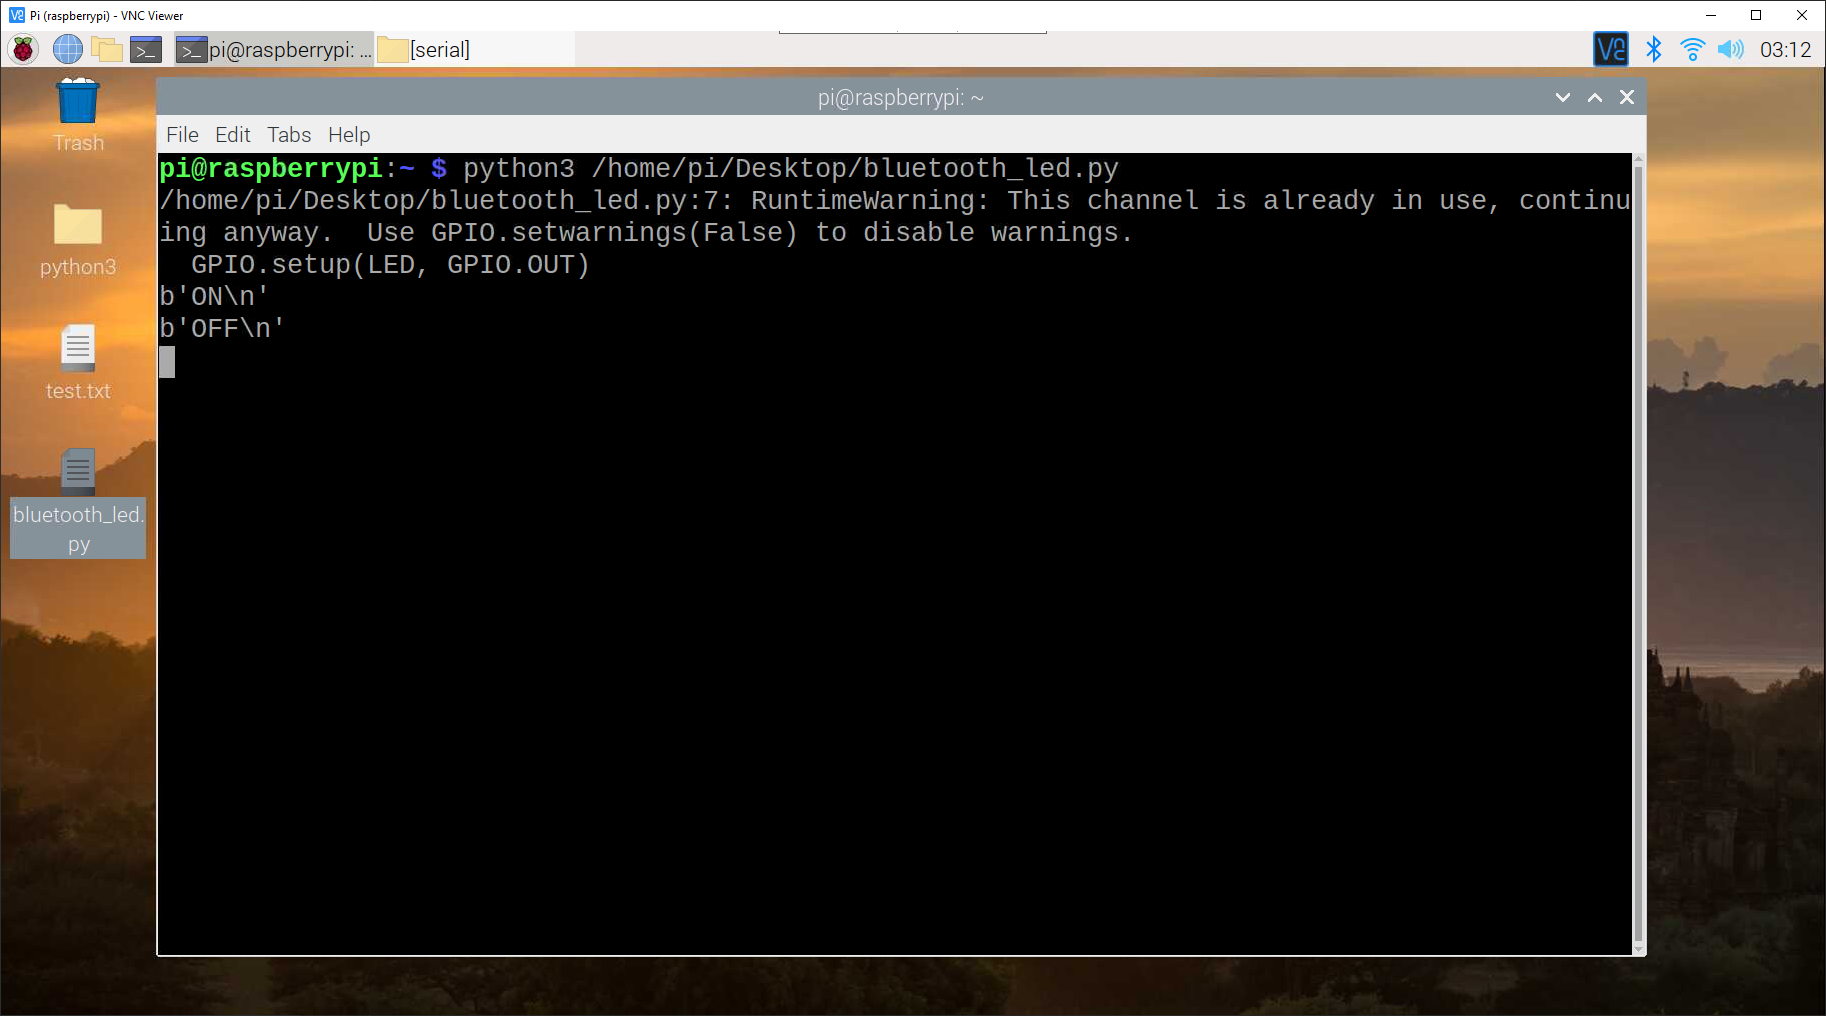 Pi (raspberrypi) - VNC Viewer
pi@raspberrypi: ...
[serial]
03:12
Trash
python3
test.txt
bluetooth_led.
py
pi@raspberrypi: ~
File Edit Tabs Help
pi@raspberrypi:~ $ python3 /home/pi/Desktop/bluetooth_led.py
/home/pi/Desktop/bluetooth_led.py:7: RuntimeWarning: This channel is already in use, continu
ing anyway.  Use GPIO.setwarnings(False) to disable warnings.
  GPIO.setup(LED, GPIO.OUT)
b'ON\n'
b'OFF\n'